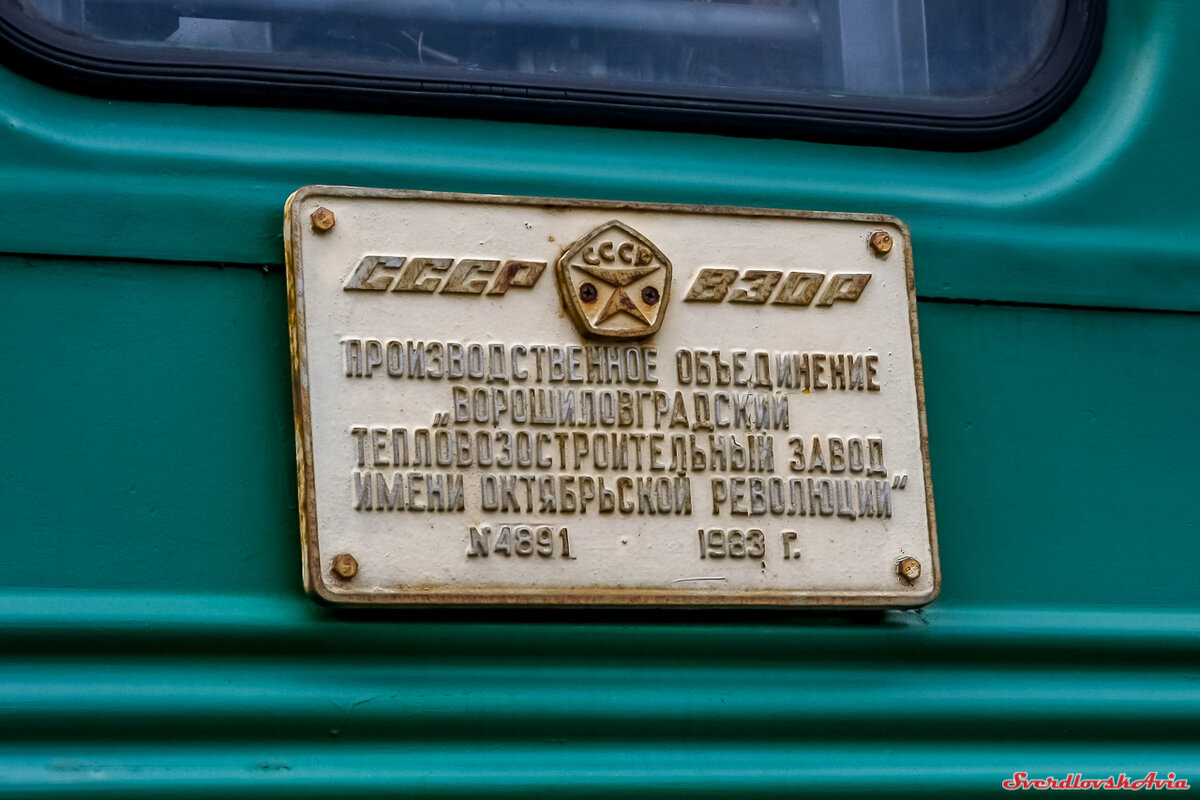 СССР СССР ВЗОР
ПРОИЗВОДСТВЕННОЕ ОБЪЕДИНЕНИЕ
„ВОРОШИЛОВГРАДСКИЙ
ТЕПЛОВОЗОСТРОИТЕЛЬНЫЙ ЗАВОД
ИМЕНИ ОКТЯБРЬСКОЙ РЕВОЛЮЦИИ"
N4891 1983 Г.
SverdlovskAvia